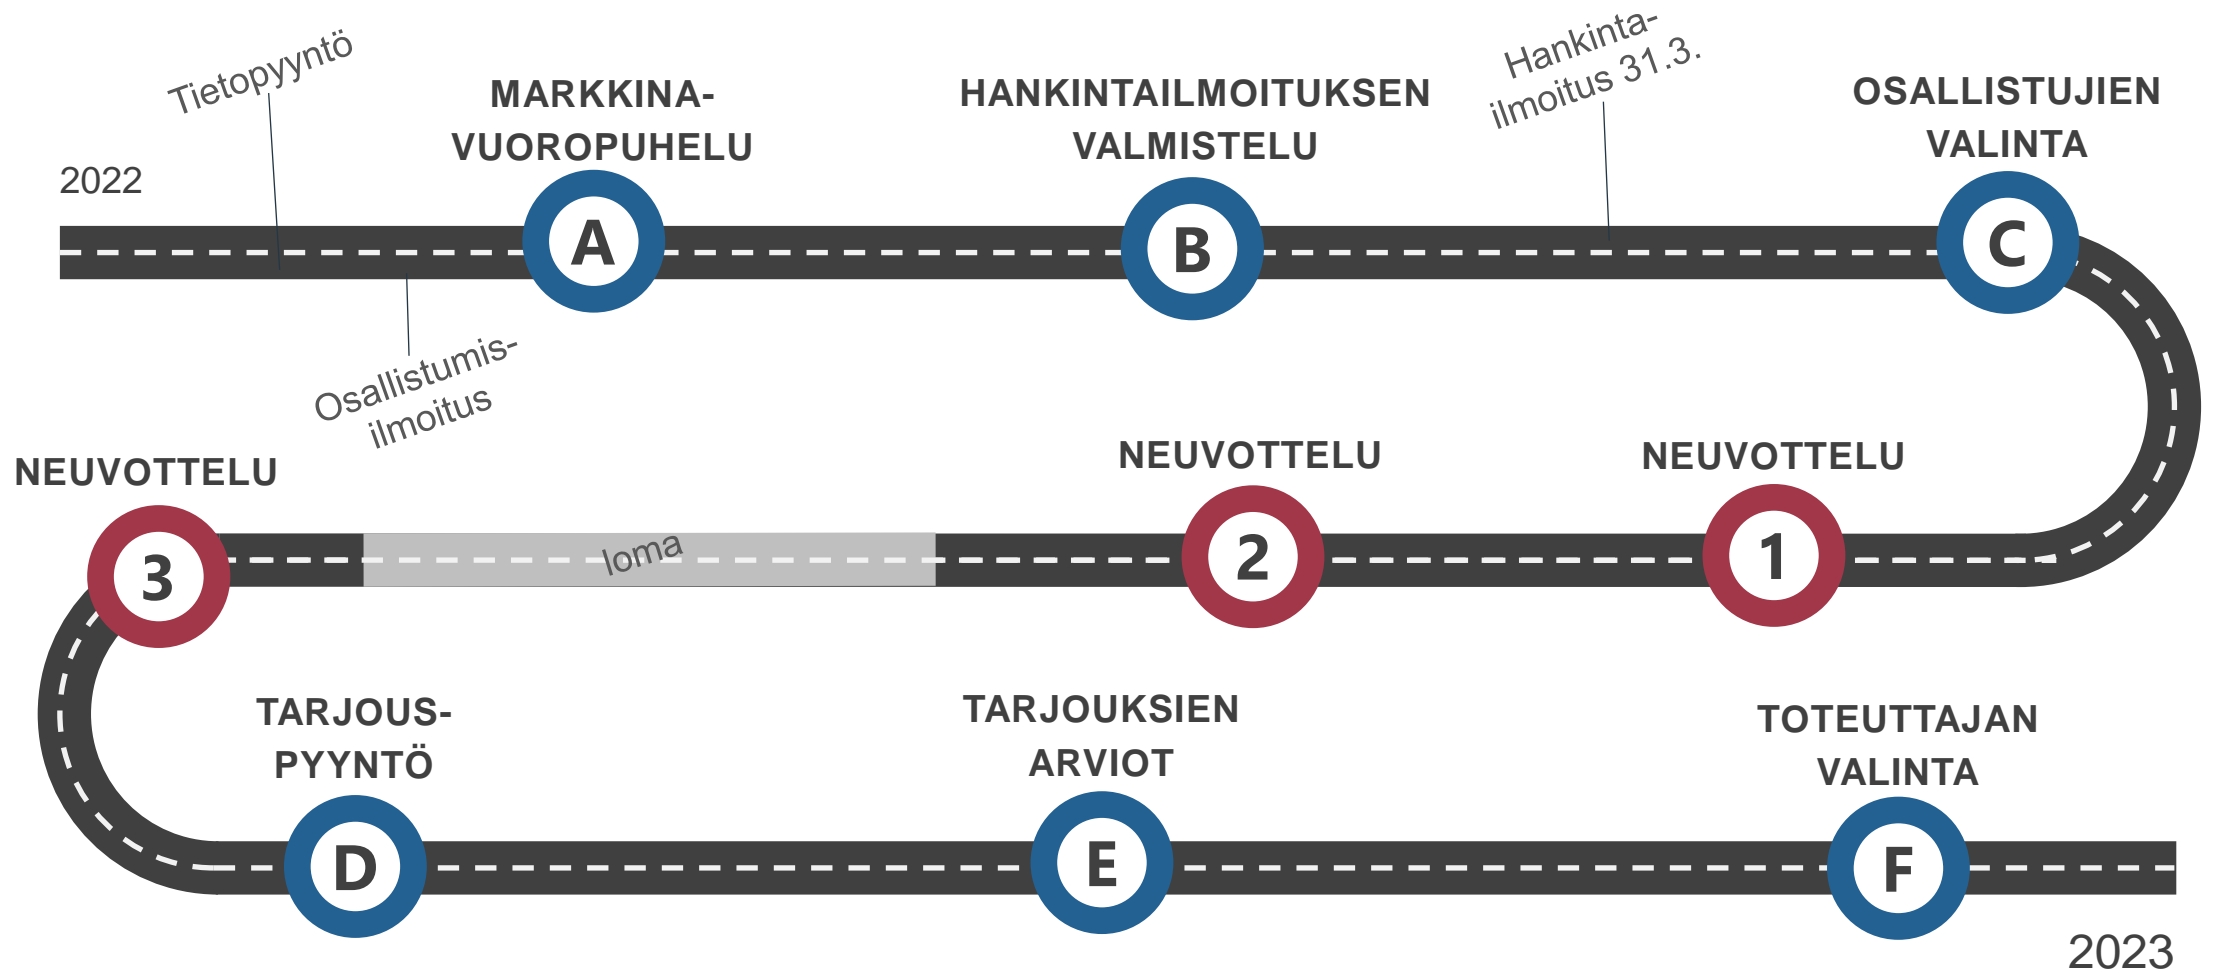 2022
Tietopyyntö
Osallistumis-
ilmoitus
MARKKINA-
VUOROPUHELU
A
HANKINTAILMOITUKSEN
VALMISTELU
B
Hankinta-
ilmoitus 31.3.
OSALLISTUJIEN
VALINTA
C
NEUVOTTELU
1
NEUVOTTELU
2
loma
NEUVOTTELU
3
TARJOUS-
PYYNTÖ
D
TARJOUKSIEN
ARVIOT
E
TOTEUTTAJAN
VALINTA
F
2023